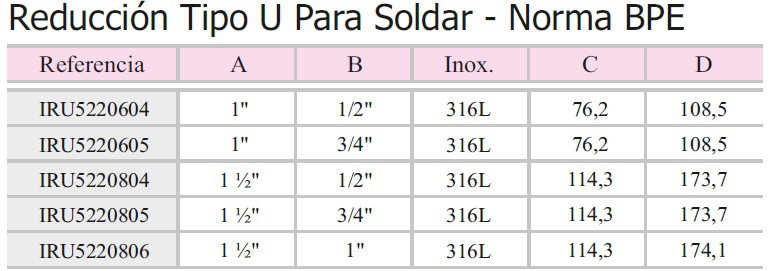 Reducción Tipo U Para Soldar - Norma BPE
Referencia A B Inox. C D
IRU5220604 1" 1/2" 316L 76,2 108,5
IRU5220605 1" 3/4" 316L 76,2 108,5
IRU5220804 1 ½" 1/2" 316L 114,3 173,7
IRU5220805 1 ½" 3/4" 316L 114,3 173,7
IRU5220806 1 ½" 1" 316L 114,3 174,1